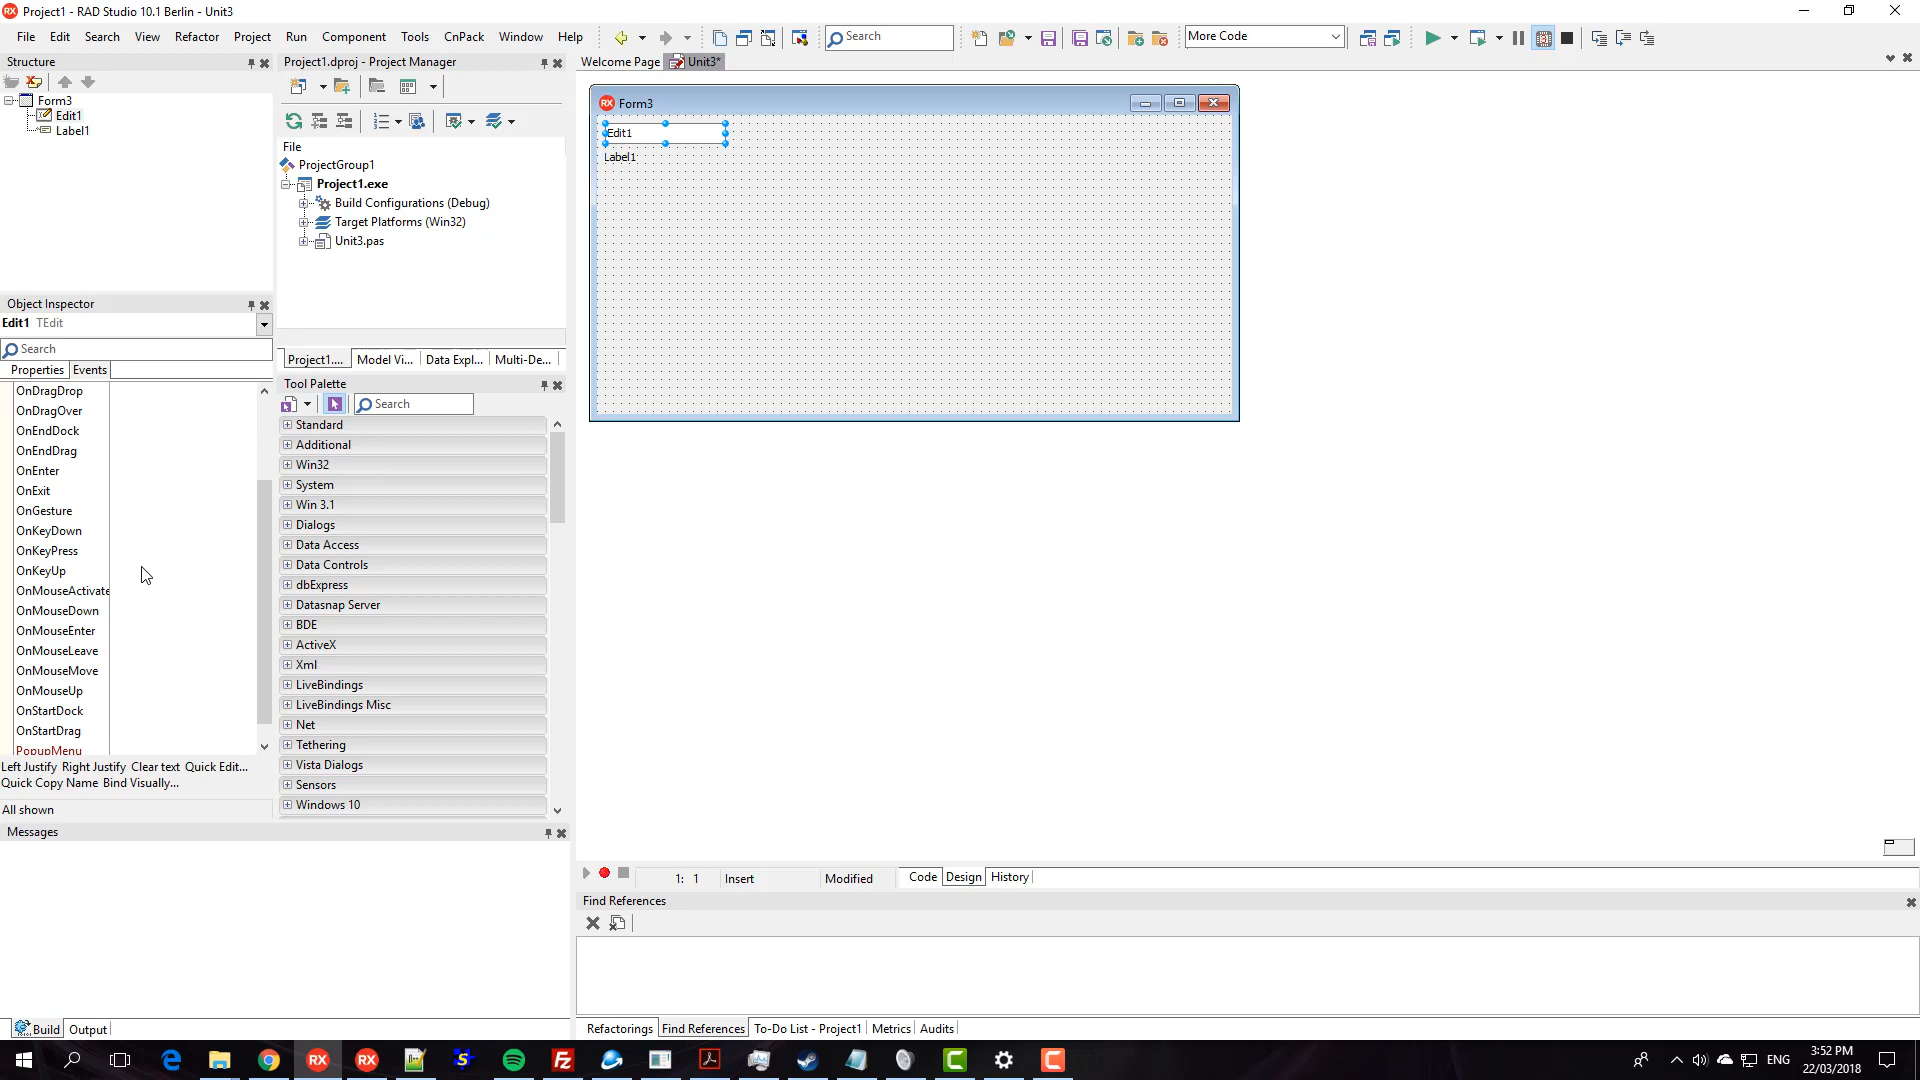 RX Project1 - RAD Studio 10.1 Berlin - Unit3
File Edit Search View Refactor Project Run Component Tools CnPack Window Help
Search
More Code
Structure
Form3
Edit1
Label1
Project1.dproj - Project Manager
File
ProjectGroup1
Project1.exe
Build Configurations (Debug)
Target Platforms (Win32)
Unit3.pas
Project1.... Model Vi... Data Expl... Multi-De...
Welcome Page Unit3*
RX Form3
Edit1
Label1
Object Inspector
Edit1 TEdit
Search
Properties Events
OnDragDrop
OnDragOver
OnEndDock
OnEndDrag
OnEnter
OnExit
OnGesture
OnKeyDown
OnKeyPress
OnKeyUp
OnMouseActivate
OnMouseDown
OnMouseEnter
OnMouseLeave
OnMouseMove
OnMouseUp
OnStartDock
OnStartDrag
PopupMenu
Left Justify Right Justify Clear text Quick Edit...
Quick Copy Name Bind Visually...
All shown
Tool Palette
Search
Standard
Additional
Win32
System
Win 3.1
Dialogs
Data Access
Data Controls
dbExpress
Datasnap Server
BDE
ActiveX
Xml
LiveBindings
LiveBindings Misc
Net
Tethering
Vista Dialogs
Sensors
Windows 10
Messages
Build Output
1: 1 Insert Modified Code Design History
Find References
Refactorings Find References To-Do List - Project1 Metrics Audits
RX RX
ENG
3:52 PM
22/03/2018